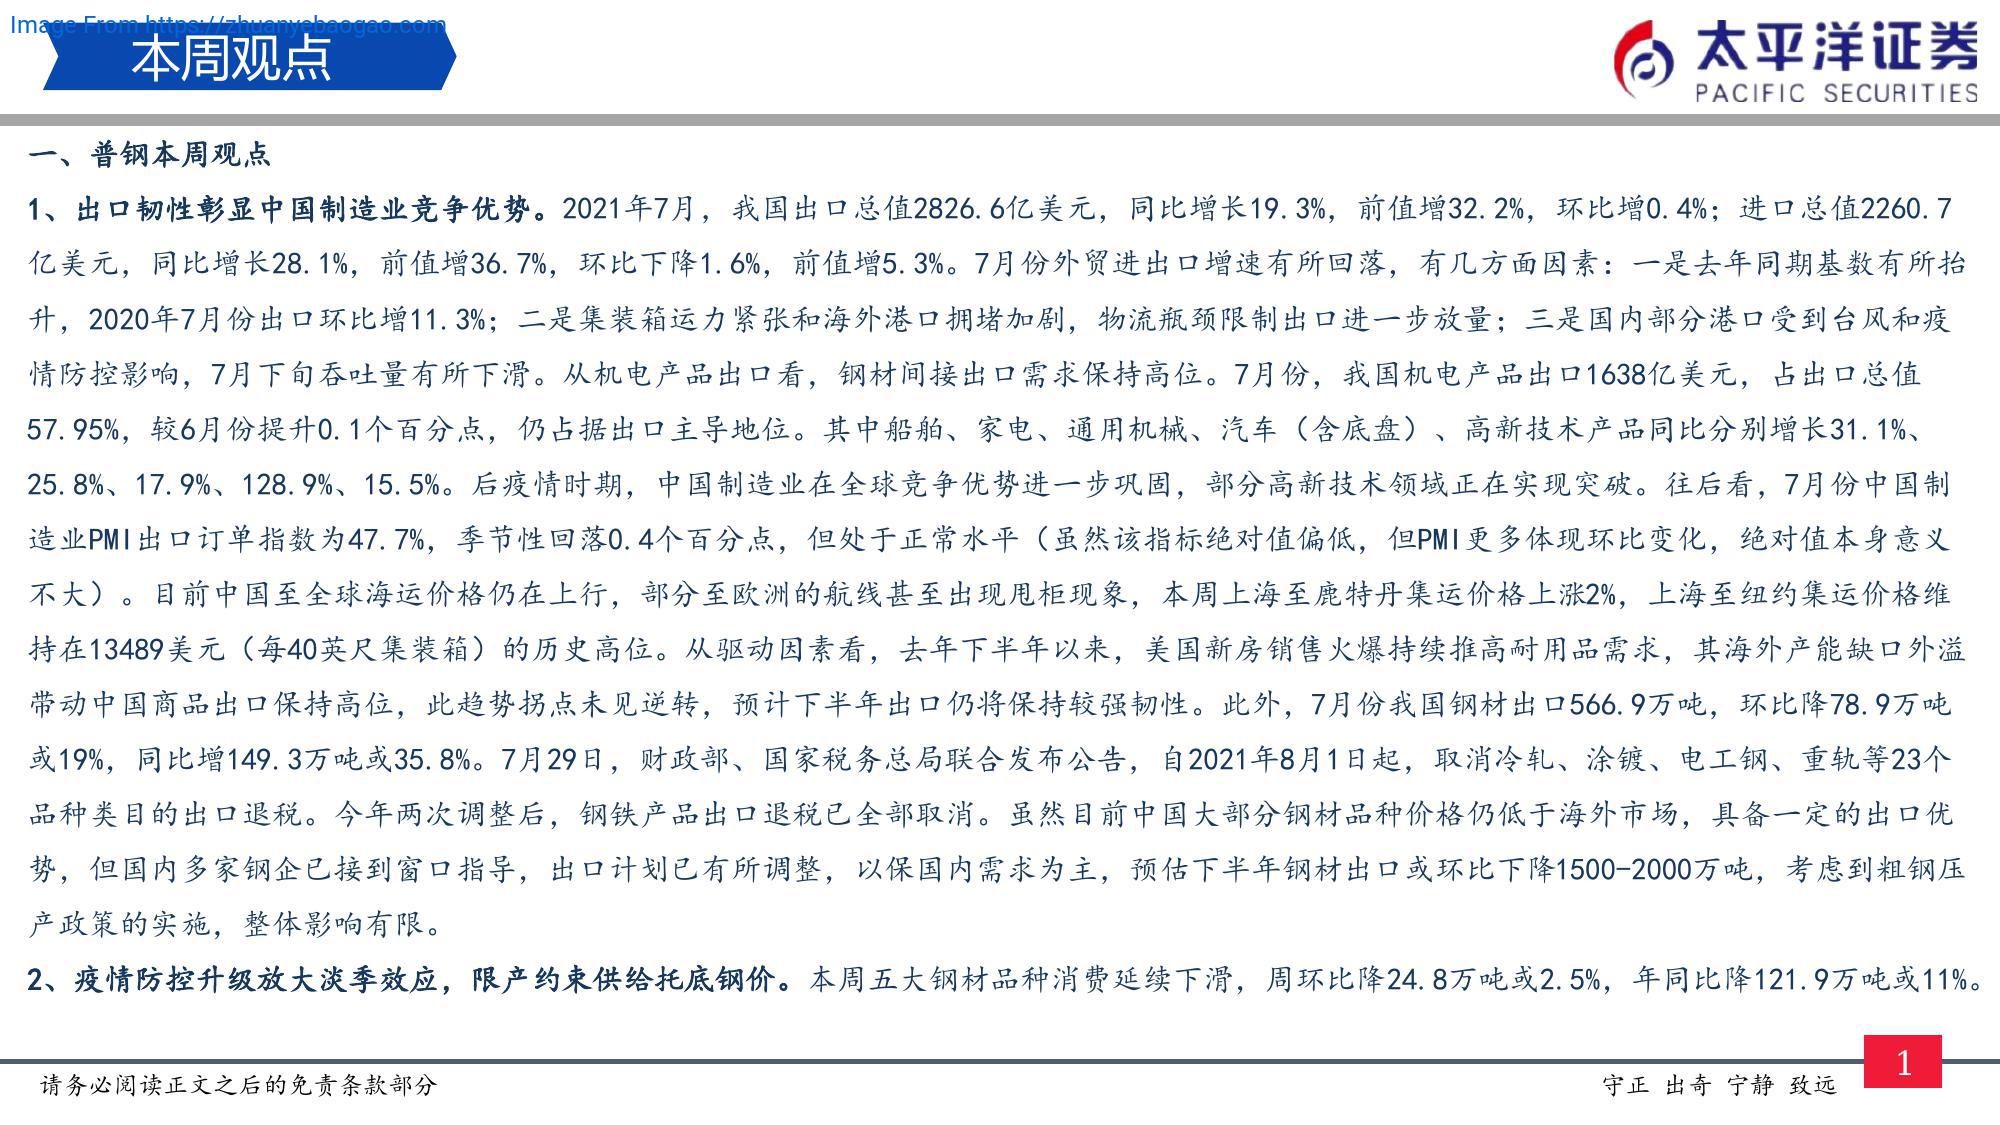 Image From https://zhuanyebaogao.com
本周观点
太平洋证券
PACIFIC SECURITIES
一、普钢本周观点
1、出口韧性彰显中国制造业竞争优势。2021年7月，我国出口总值2826.6亿美元，同比增长19.3%，前值增32.2%，环比增0.4%；进口总值2260.7
亿美元，同比增长28.1%，前值增36.7%，环比下降1.6%，前值增5.3%。7月份外贸进出口增速有所回落，有几方面因素：一是去年同期基数有所抬
升，2020年7月份出口环比增11.3%；二是集装箱运力紧张和海外港口拥堵加剧，物流瓶颈限制出口进一步放量；三是国内部分港口受到台风和疫
情防控影响，7月下旬吞吐量有所下滑。从机电产品出口看，钢材间接出口需求保持高位。7月份，我国机电产品出口1638亿美元，占出口总值
57.95%，较6月份提升0.1个百分点，仍占据出口主导地位。其中船舶、家电、通用机械、汽车（含底盘）、高新技术产品同比分别增长31.1%、
25.8%、17.9%、128.9%、15.5%。后疫情时期，中国制造业在全球竞争优势进一步巩固，部分高新技术领域正在实现突破。往后看，7月份中国制
造业PMI出口订单指数为47.7%，季节性回落0.4个百分点，但处于正常水平（虽然该指标绝对值偏低，但PMI更多体现环比变化，绝对值本身意义
不大）。目前中国至全球海运价格仍在上行，部分至欧洲的航线甚至出现甩柜现象，本周上海至鹿特丹集运价格上涨2%，上海至纽约集运价格维
持在13489美元（每40英尺集装箱）的历史高位。从驱动因素看，去年下半年以来，美国新房销售火爆持续推高耐用品需求，其海外产能缺口外溢
带动中国商品出口保持高位，此趋势拐点未见逆转，预计下半年出口仍将保持较强韧性。此外，7月份我国钢材出口566.9万吨，环比降78.9万吨
或19%，同比增149.3万吨或35.8%。7月29日，财政部、国家税务总局联合发布公告，自2021年8月1日起，取消冷轧、涂镀、电工钢、重轨等23个
品种类目的出口退税。今年两次调整后，钢铁产品出口退税已全部取消。虽然目前中国大部分钢材品种价格仍低于海外市场，具备一定的出口优
势，但国内多家钢企已接到窗口指导，出口计划已有所调整，以保国内需求为主，预估下半年钢材出口或环比下降1500-2000万吨，考虑到粗钢压
产政策的实施，整体影响有限。
2、疫情防控升级放大淡季效应，限产约束供给托底钢价。本周五大钢材品种消费延续下滑，周环比降24.8万吨或2.5%，年同比降121.9万吨或11%。
请务必阅读正文之后的免责条款部分
守正 出奇 宁静 致远
1